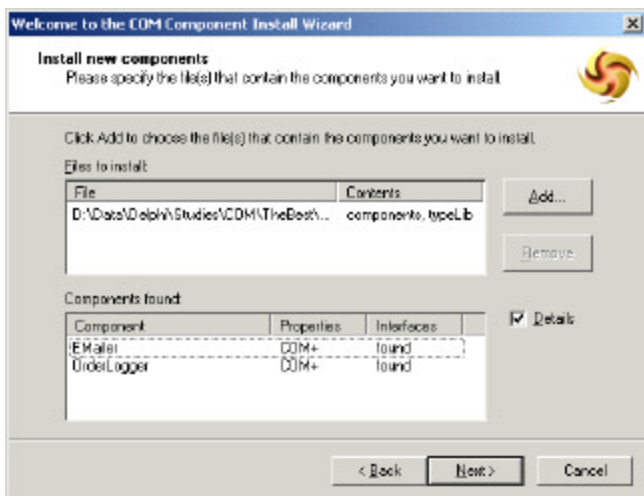 Welcome to the COM Component Install Wizard
Install new components
Please specify the file(s) that contain the components you want to install.
Click Add to choose the file(s) that contain the components you want to install.
Files to install:
File Contents
D:\Data\Delphi\Studies\COM\TheBest\... components, typeLib
Add...
Remove
Components found:
Component Properties Interfaces
EMailer COM+ found
OrderLogger COM+ found
Details
< Back Next > Cancel